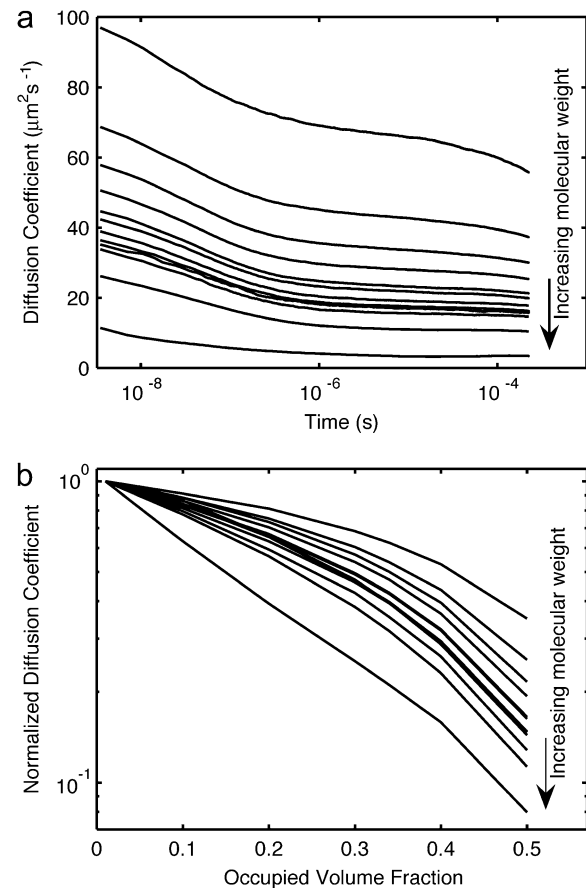 a
100
80
60
40
20
0
Diffusion Coefficient (μm²s⁻¹)
Increasing molecular weight
10⁻⁸
10⁻⁶
10⁻⁴
Time (s)
b
10⁰
10⁻¹
Normalized Diffusion Coefficient
Increasing molecular weight
0
0.1
0.2
0.3
0.4
0.5
Occupied Volume Fraction